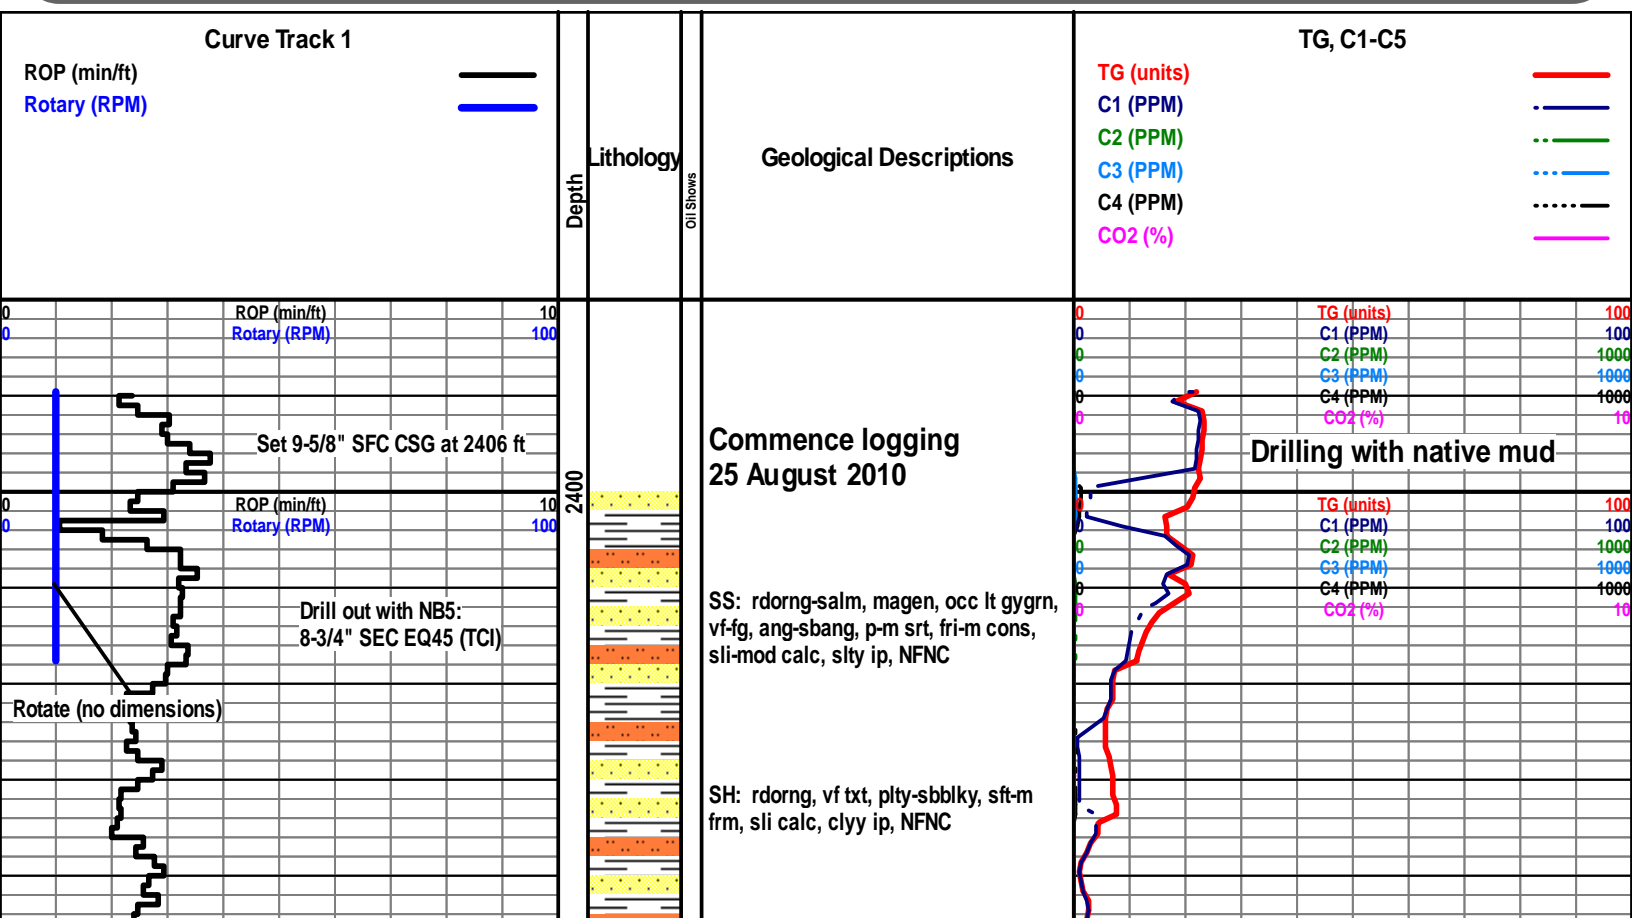 Curve Track 1
ROP (min/ft)
Rotary (RPM)
Depth
Lithology
Oil Shows
Geological Descriptions
TG, C1-C5
TG (units)
C1 (PPM)
C2 (PPM)
C3 (PPM)
C4 (PPM)
CO2 (%)
0 ROP (min/ft) 10
0 Rotary (RPM) 100
0 TG (units) 100
0 C1 (PPM) 100
0 C2 (PPM) 1000
0 C3 (PPM) 1000
0 C4 (PPM) 1000
0 CO2 (%) 10
Set 9-5/8" SFC CSG at 2406 ft
Commence logging
25 August 2010
Drilling with native mud
2400
0 ROP (min/ft) 10
0 Rotary (RPM) 100
0 TG (units) 100
0 C1 (PPM) 100
0 C2 (PPM) 1000
0 C3 (PPM) 1000
0 C4 (PPM) 1000
0 CO2 (%) 10
Drill out with NB5:
8-3/4" SEC EQ45 (TCI)
SS: rdorng-salm, magen, occ lt gygrn,
vf-fg, ang-sbang, p-m srt, fri-m cons,
sli-mod calc, slty ip, NFNC
Rotate (no dimensions)
SH: rdorng, vf txt, plty-sbblky, sft-m
frm, sli calc, clyy ip, NFNC